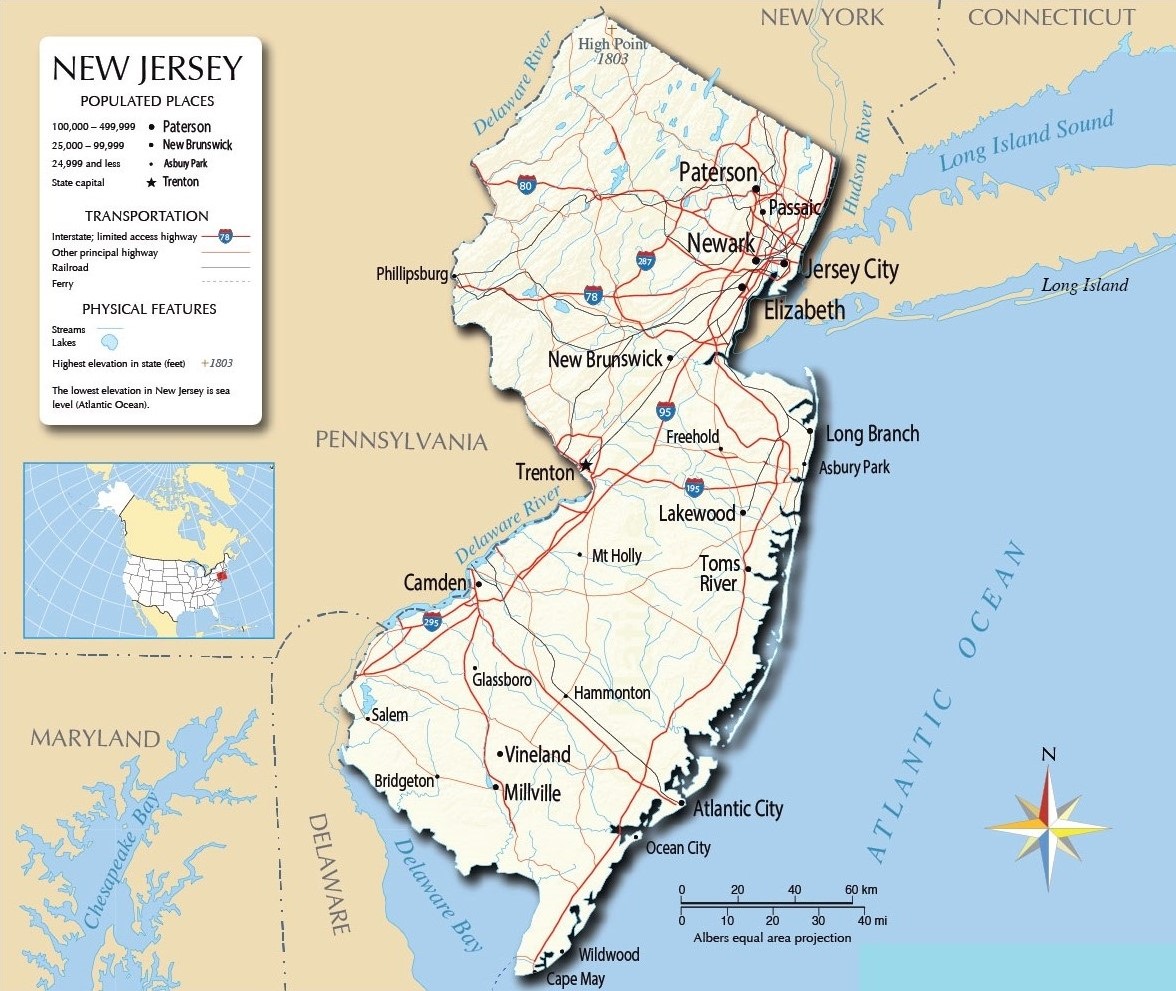 NEW JERSEY
POPULATED PLACES
100,000 – 499,999 Paterson
25,000 – 99,999 New Brunswick
24,999 and less Asbury Park
State capital Trenton
TRANSPORTATION
Interstate; limited access highway 78
Other principal highway
Railroad
Ferry
PHYSICAL FEATURES
Streams
Lakes
Highest elevation in state (feet) +1803
The lowest elevation in New Jersey is sea
level (Atlantic Ocean).
NEW YORK
CONNECTICUT
High Point
1803
Delaware River
Hudson River
Long Island Sound
Paterson
80
Passaic
Newark
287
Jersey City
Phillipsburg
78
Long Island
Elizabeth
New Brunswick
95
PENNSYLVANIA
Freehold
Long Branch
Asbury Park
Trenton
195
Delaware River
Lakewood
Mt Holly
Toms
River
Camden
295
Glassboro
Hammonton
Salem
MARYLAND
Vineland
Bridgeton
Millville
Atlantic City
ATLANTIC OCEAN
N
Chesapeake Bay
DELAWARE
Delaware Bay
Ocean City
0 20 40 60 km
0 10 20 30 40 mi
Albers equal area projection
Wildwood
Cape May